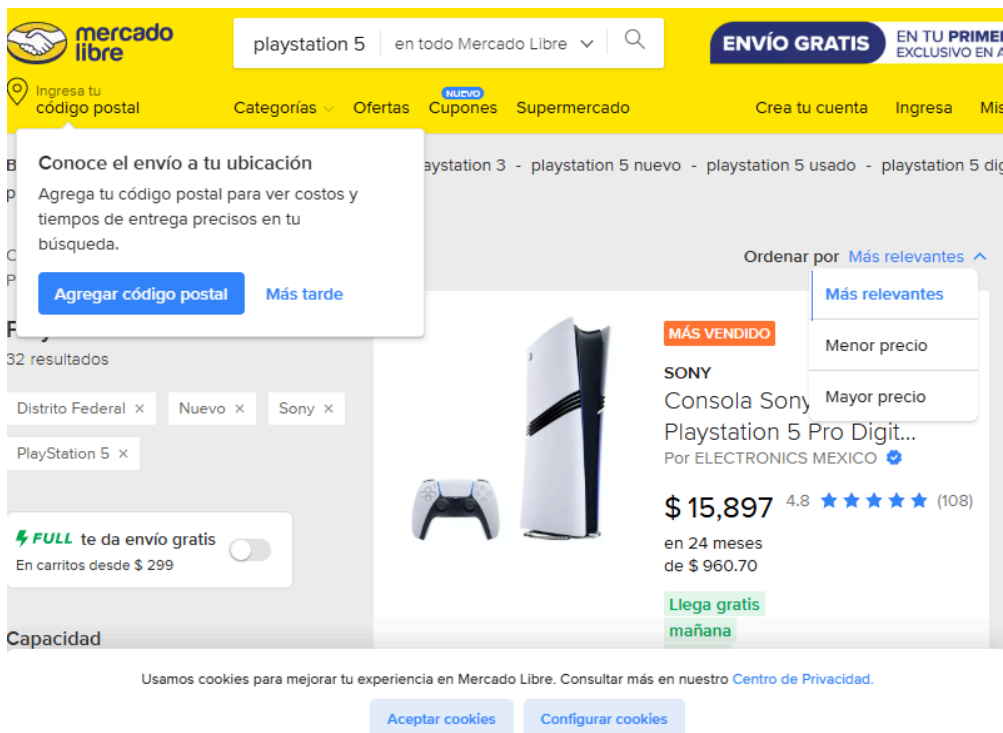 mercado
libre
playstation 5
en todo Mercado Libre
ENVÍO GRATIS
EN TU
EXCLUSIVO EN
Ingresa tu
código postal
Categorías
Ofertas
NUEVO
Cupones
Supermercado
Crea tu cuenta
Ingresa
Conoce el envío a tu ubicación
Agrega tu código postal para ver costos y
tiempos de entrega precisos en tu
búsqueda.
Agregar código postal
Más tarde
3 - playstation 5 nuevo - playstation 5 usado - playstation 5
Ordenar por Más relevantes
Más relevantes
Menor precio
Mayor precio
32 resultados
Distrito Federal ×
Nuevo ×
Sony ×
PlayStation 5 ×
FULL te da envío gratis
En carritos desde $ 299
Capacidad
MÁS VENDIDO
SONY
Consola Sony
Playstation 5 Pro Digit...
Por ELECTRONICS MEXICO
$ 15,897
4.8
(108)
en 24 meses
de $ 960.70
Llega gratis
mañana
Usamos cookies para mejorar tu experiencia en Mercado Libre. Consultar más en nuestro Centro de Privacidad.
Aceptar cookies
Configurar cookies